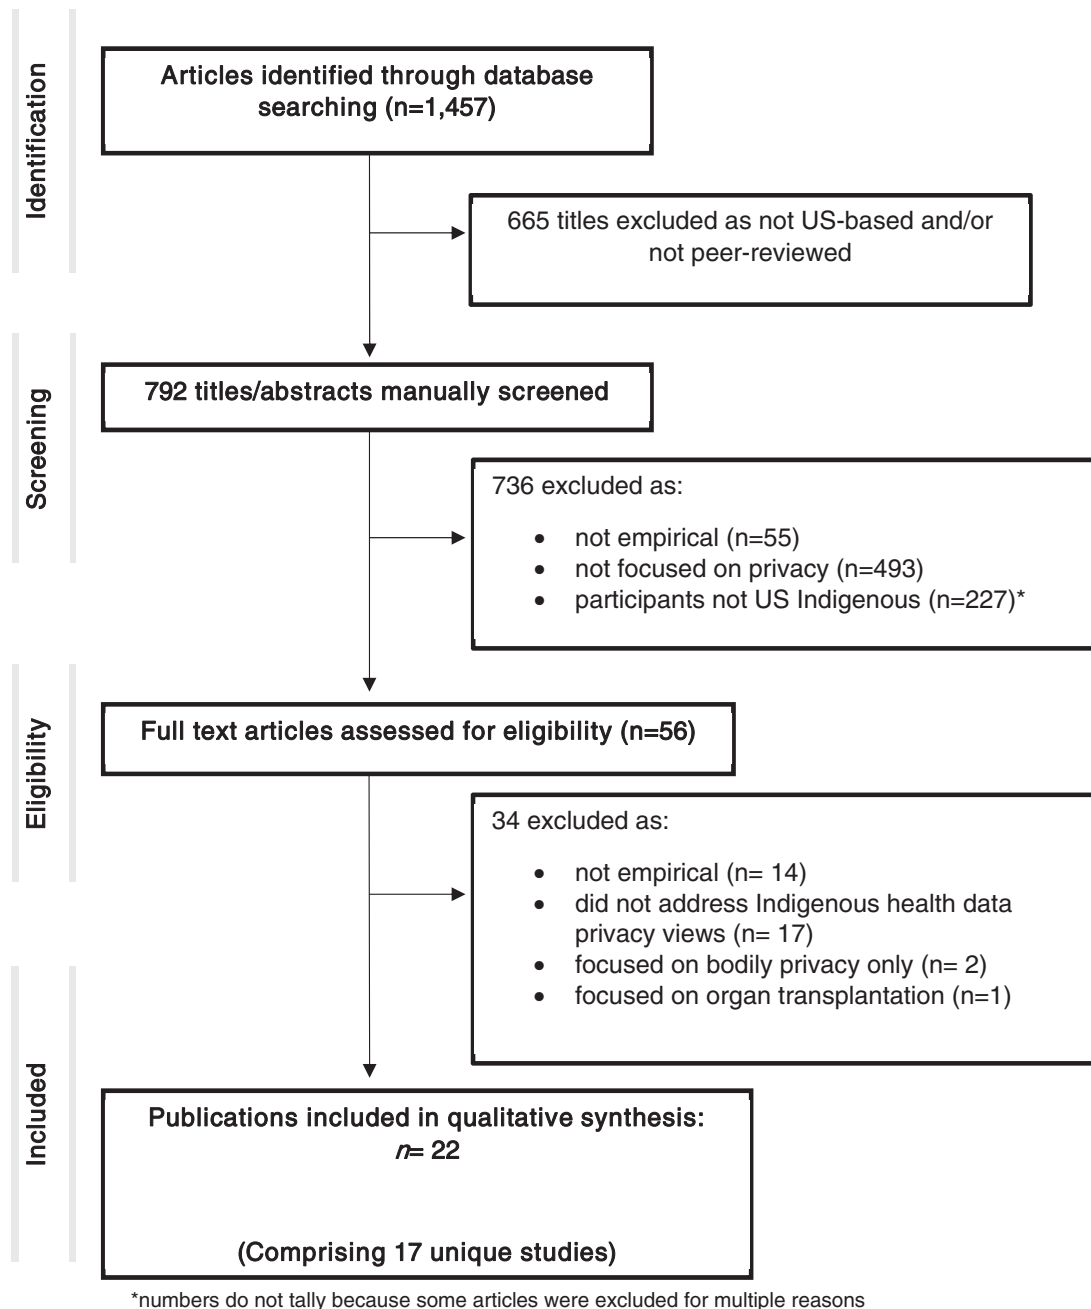 Identification
Articles identified through database
searching (n=1,457)
665 titles excluded as not US-based and/or
not peer-reviewed
Screening
792 titles/abstracts manually screened
736 excluded as:
• not empirical (n=55)
• not focused on privacy (n=493)
• participants not US Indigenous (n=227)*
Eligibility
Full text articles assessed for eligibility (n=56)
34 excluded as:
• not empirical (n= 14)
• did not address Indigenous health data
privacy views (n= 17)
• focused on bodily privacy only (n= 2)
• focused on organ transplantation (n=1)
Included
Publications included in qualitative synthesis:
n= 22
(Comprising 17 unique studies)
*numbers do not tally because some articles were excluded for multiple reasons